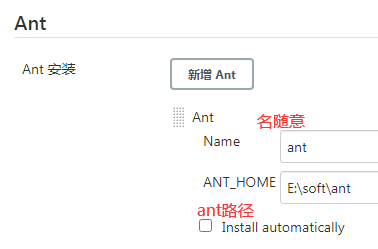 Ant
Ant 安装
新增 Ant
Ant
名随意
Name
ant
ANT_HOME
E:\soft\ant
ant路径
Install automatically